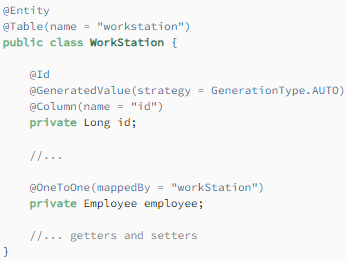 @Entity
@Table(name = "workstation")
public class WorkStation {
@Id
@GeneratedValue(strategy = GenerationType.AUTO)
@Column(name = "id")
private Long id;
//...
@OneToOne(mappedBy = "workStation")
private Employee employee;
//... getters and setters
}